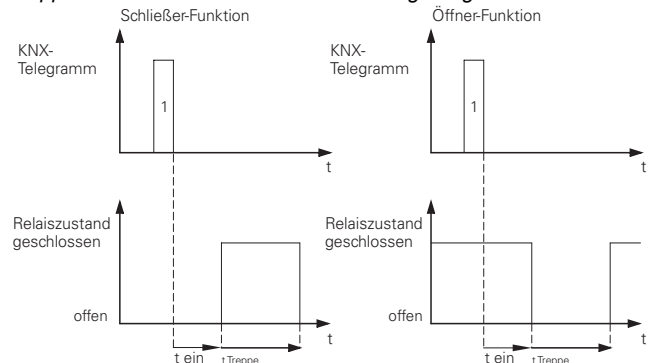 Schließer-Funktion
KNX-
Telegramm
1
t
Relaiszustand
geschlossen
offen
t
t ein
t Treppe
Öffner-Funktion
KNX-
Telegramm
1
t
Relaiszustand
geschlossen
offen
t
t ein
t Treppe